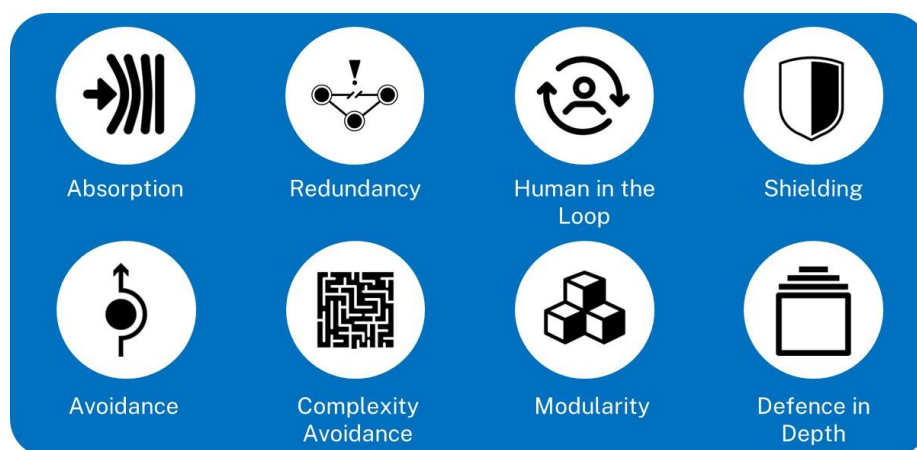 Absorption
Redundancy
Human in the
Loop
Shielding
Avoidance
Complexity
Avoidance
Modularity
Defence in
Depth